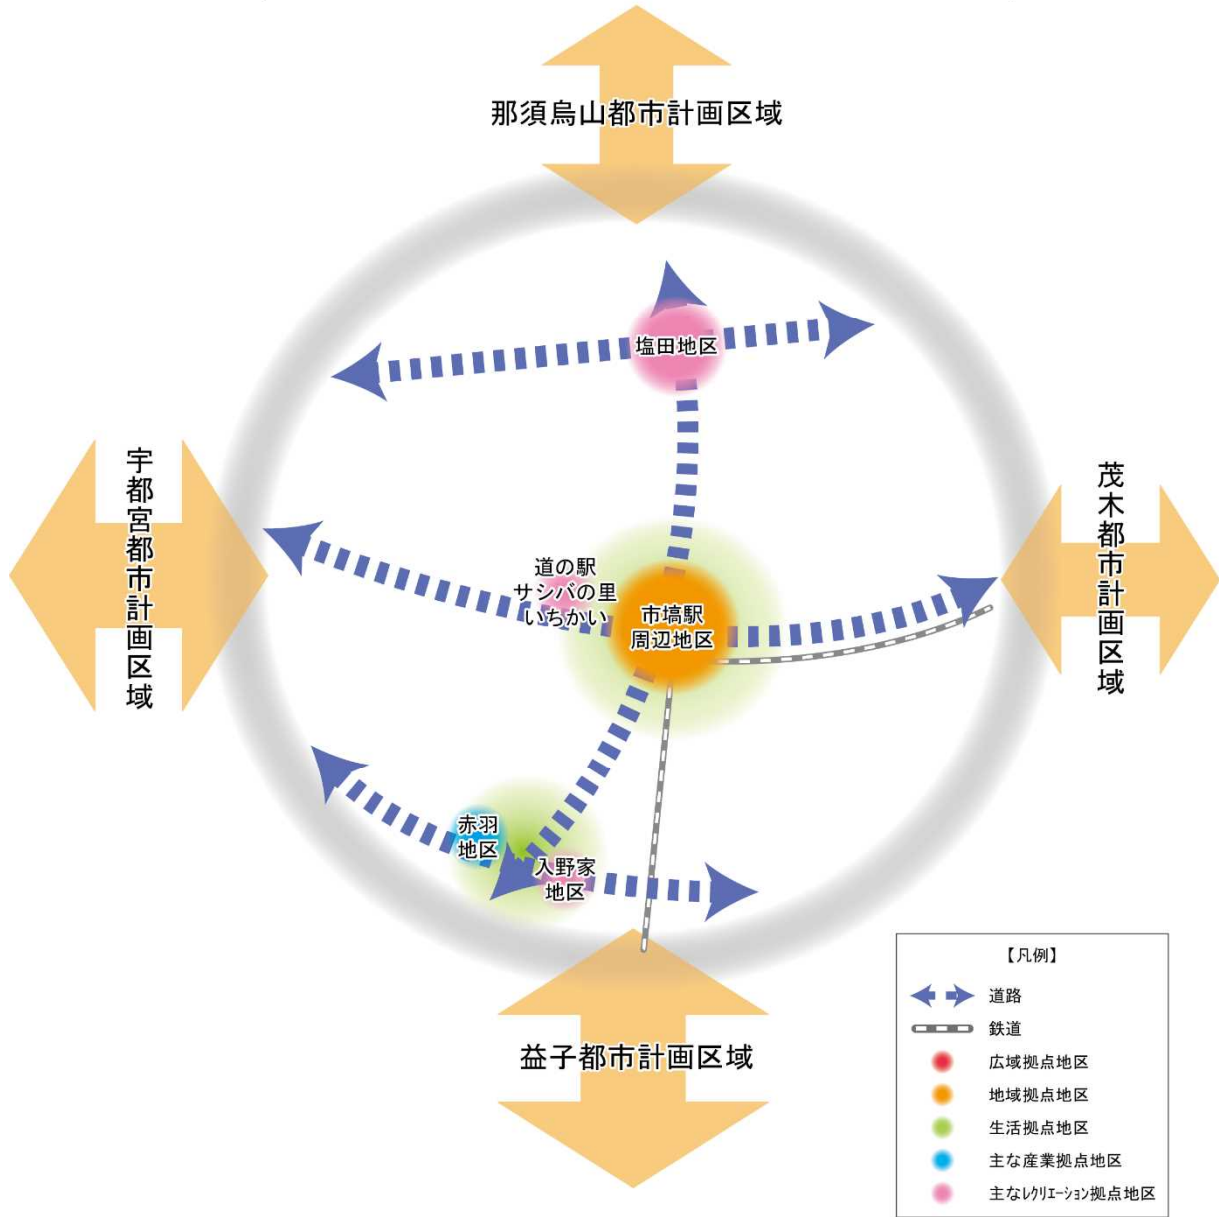 那須烏山都市計画区域
塩田地区
宇都宮都市計画区域
茂木都市計画区域
道の駅
サシバの里
いちかい
市塙駅
周辺地区
赤羽
地区
入野家
地区
益子都市計画区域
【凡例】
道路
鉄道
広域拠点地区
地域拠点地区
生活拠点地区
主な産業拠点地区
主なﾚｸﾘｴｰｼｮﾝ拠点地区